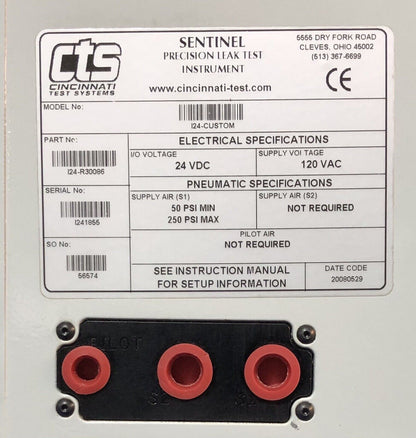 cts
CINCINNATI
TEST SYSTEMS
SENTINEL
PRECISION LEAK TEST
INSTRUMENT
www.cincinnati-test.com
5555 DRY FORK ROAD
CLEVES, OHIO 45002
(513) 367-6699
CE
MODEL No:
I24-CUSTOM
PART No:
I24-R30086
SERIAL No:
I241855
SO No:
56574
ELECTRICAL SPECIFICATIONS
I/O VOLTAGE
24 VDC
SUPPLY VOLTAGE
120 VAC
PNEUMATIC SPECIFICATIONS
SUPPLY AIR (S1)
50 PSI MIN
250 PSI MAX
SUPPLY AIR (S2)
NOT REQUIRED
PILOT AIR
NOT REQUIRED
SEE INSTRUCTION MANUAL
FOR SETUP INFORMATION
DATE CODE
20080529
PILOT